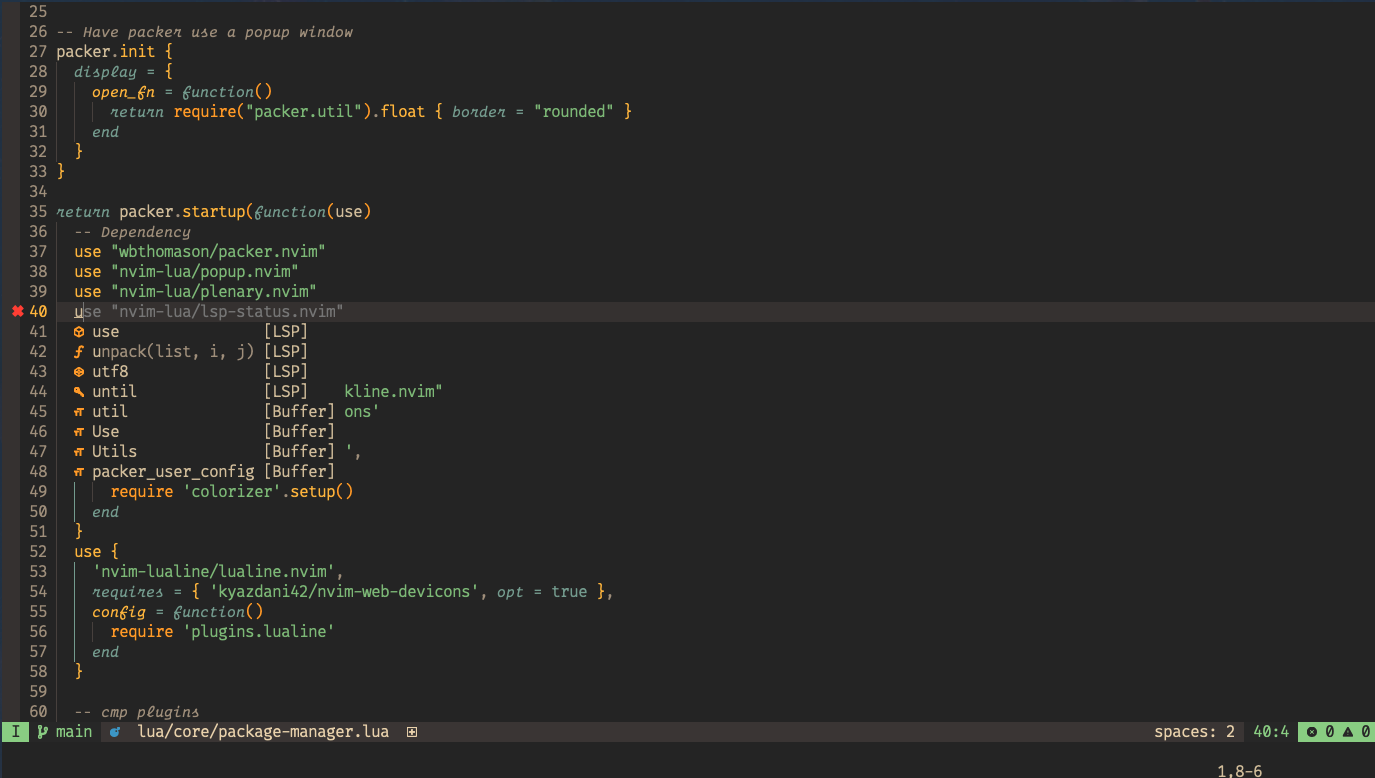 25
26 -- Have packer use a popup window
27 packer.init {
28   display = {
29     open_fn = function()
30       return require("packer.util").float { border = "rounded" }
31     end
32   }
33 }
34
35 return packer.startup(function(use)
36   -- Dependency
37   use "wbthomason/packer.nvim"
38   use "nvim-lua/popup.nvim"
39   use "nvim-lua/plenary.nvim"
40   use "nvim-lua/lsp-status.nvim"
41   use [LSP]
42   unpack(list, i, j) [LSP]
43   utf8 [LSP]
44   until [LSP] kline.nvim"
45   util [Buffer] ons'
46   Use [Buffer]
47   Utils [Buffer] ',
48   packer_user_config [Buffer]
49       require 'colorizer'.setup()
50     end
51   }
52   use {
53     'nvim-lualine/lualine.nvim',
54     requires = { 'kyazdani42/nvim-web-devicons', opt = true },
55     config = function()
56       require 'plugins.lualine'
57     end
58   }
59
60   -- cmp plugins
I main lua/core/package-manager.lua spaces: 2 40:4 0 0
1,8-6